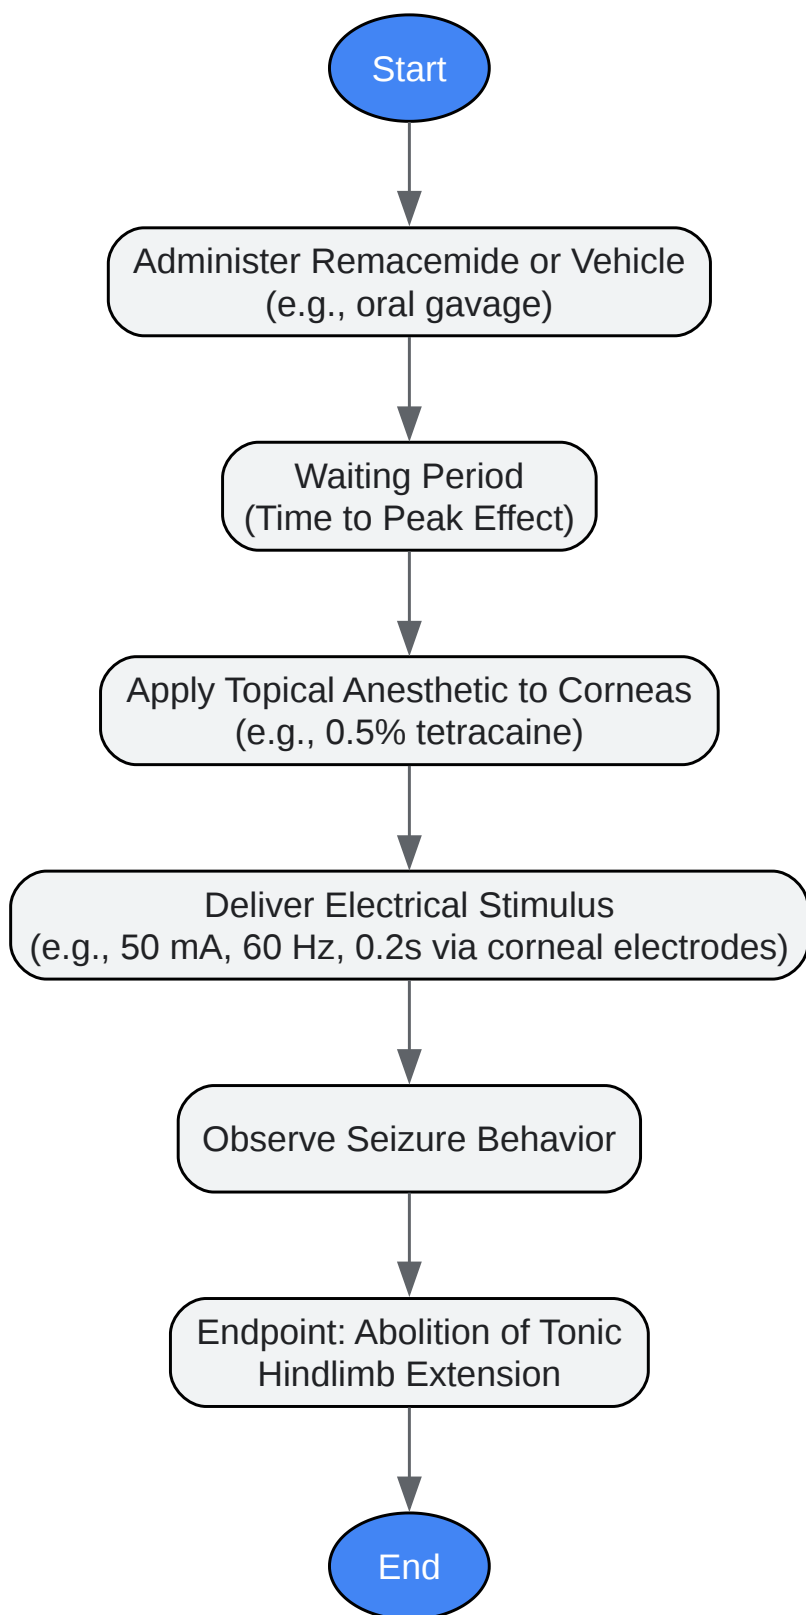 Start
Administer Remacemide or Vehicle
(e.g., oral gavage)
Waiting Period
(Time to Peak Effect)
Apply Topical Anesthetic to Corneas
(e.g., 0.5% tetracaine)
Deliver Electrical Stimulus
(e.g., 50 mA, 60 Hz, 0.2s via corneal electrodes)
Observe Seizure Behavior
Endpoint: Abolition of Tonic
Hindlimb Extension
End